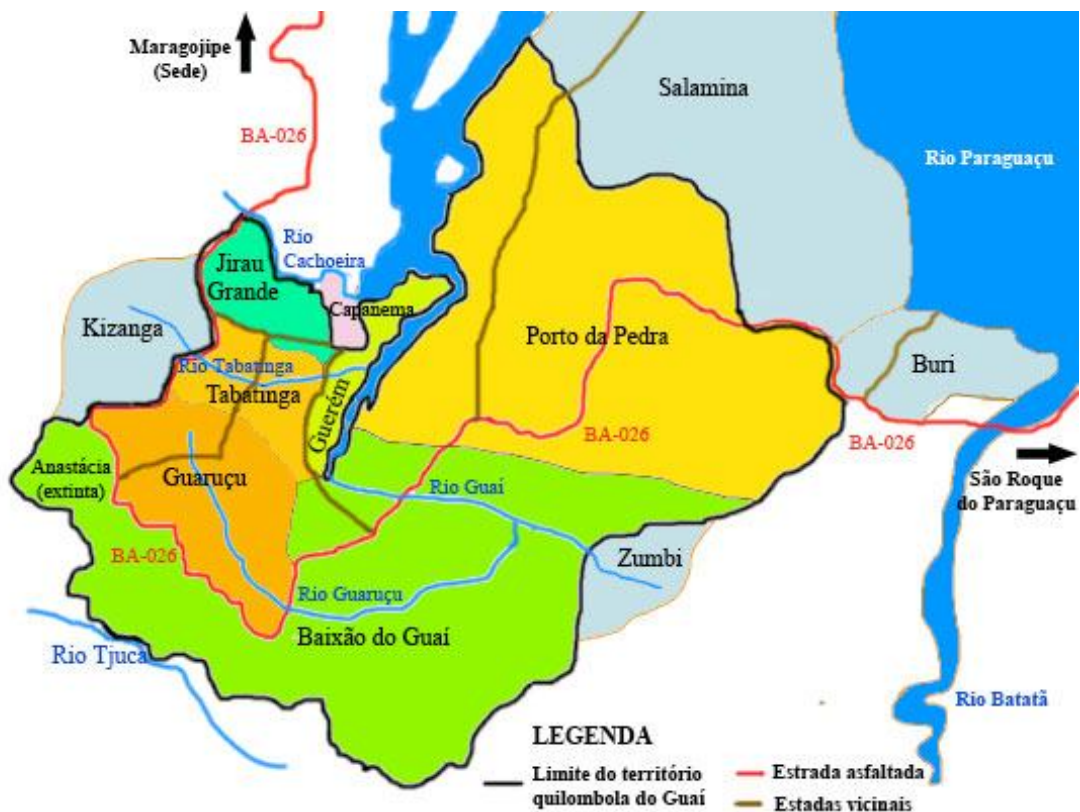 Maragojipe
(Sede)
BA-026
Salamina
Rio Paraguaçu
Rio
Cachoeira
Jirau
Grande
Capanema
Kizanga
Porto da Pedra
Buri
Rio Tabatinga
Tabatinga
Guerém
BA-026
BA-026
Anastácia
(extinta)
Guaruçu
Rio Guaí
São Roque
do Paraguaçu
BA-026
Zumbi
Rio Guaruçu
Baixão do Guaí
Rio Tjuca
Rio Batatã
LEGENDA
Limite do território
quilombola do Guaí
Estrada asfaltada
Estadas vicinais